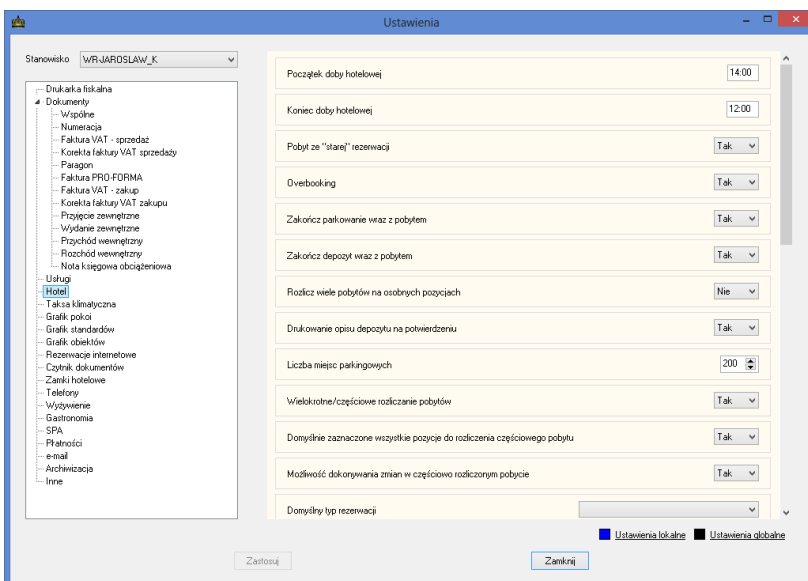 Ustawienia
Stanowisko WR-JAROSLAW_K
Drukarka fiskalna
Dokumenty
Wspólne
Numeracja
Faktura VAT - sprzedaż
Korekta faktury VAT sprzedaży
Paragon
Faktura PRO-FORMA
Faktura VAT - zakup
Korekta faktury VAT zakupu
Przyjęcie zewnętrzne
Wydanie zewnętrzne
Przychód wewnętrzny
Rozchód wewnętrzny
Nota księgowa obciążeniowa
Usługi
Hotel
Taksa klimatyczna
Grafik pokoi
Grafik standardów
Grafik obiektów
Rezerwacje internetowe
Czytnik dokumentów
Zamki hotelowe
Telefony
Wyżywienie
Gastronomia
SPA
Płatności
e-mail
Archiwizacja
Inne
Początek doby hotelowej 14:00
Koniec doby hotelowej 12:00
Pobyt ze "starej" rezerwacji Tak
Overbooking Tak
Zakończ parkowanie wraz z pobytem Tak
Zakończ depozyt wraz z pobytem Tak
Rozlicz wiele pobytów na osobnych pozycjach Nie
Drukowanie opisu depozytu na potwierdzeniu Tak
Liczba miejsc parkingowych 200
Wielokrotne/częściowe rozliczanie pobytów Tak
Domyślnie zaznaczone wszystkie pozycje do rozliczenia częściowego pobytu Tak
Możliwość dokonywania zmian w częściowo rozliczonym pobycie Tak
Domyślny typ rezerwacji
Ustawienia lokalne Ustawienia globalne
Zastosuj Zamknij